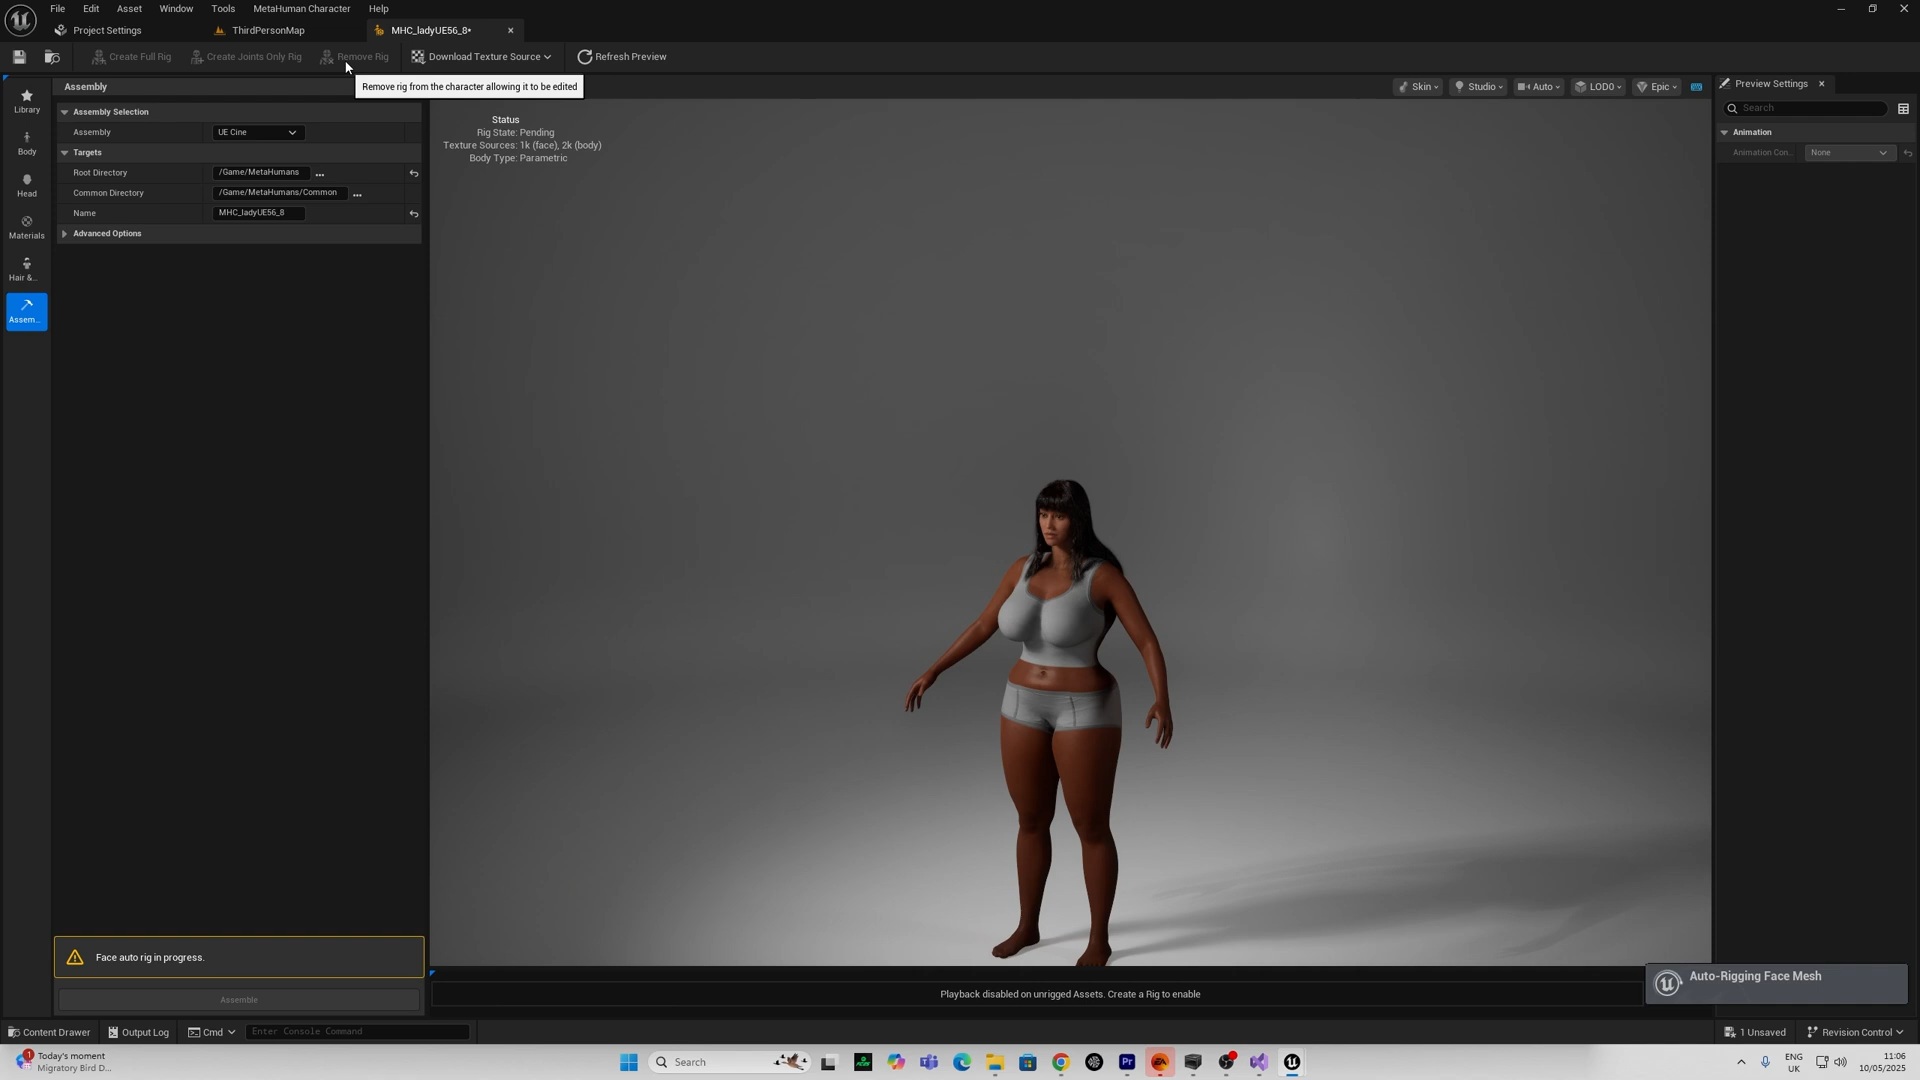 File Edit Asset Window Tools MetaHuman Character Help
Project Settings ThirdPersonMap MHC_ladyUE56_8*
Create Full Rig Create Joints Only Rig Remove Rig Download Texture Source Refresh Preview
Remove rig from the character allowing it to be edited
Library
Body
Head
Materials
Hair &...
Assem...
Assembly
Assembly Selection
Assembly UE Cine
Targets
Root Directory /Game/MetaHumans ...
Common Directory /Game/MetaHumans/Common ...
Name MHC_ladyUE56_8
Advanced Options
Face auto rig in progress.
Assemble
Skin Studio Auto LOD0 Epic
Status
Rig State: Pending
Texture Sources: 1k (face), 2k (body)
Body Type: Parametric
Playback disabled on unrigged Assets. Create a Rig to enable
Preview Settings
Search
Animation
Animation Con... None
Auto-Rigging Face Mesh
Content Drawer Output Log Cmd Enter Console Command 1 Unsaved Revision Control
1
Today's moment
Migratory Bird D...
Search
Pr
EA
ENG
UK
11:06
10/05/2025